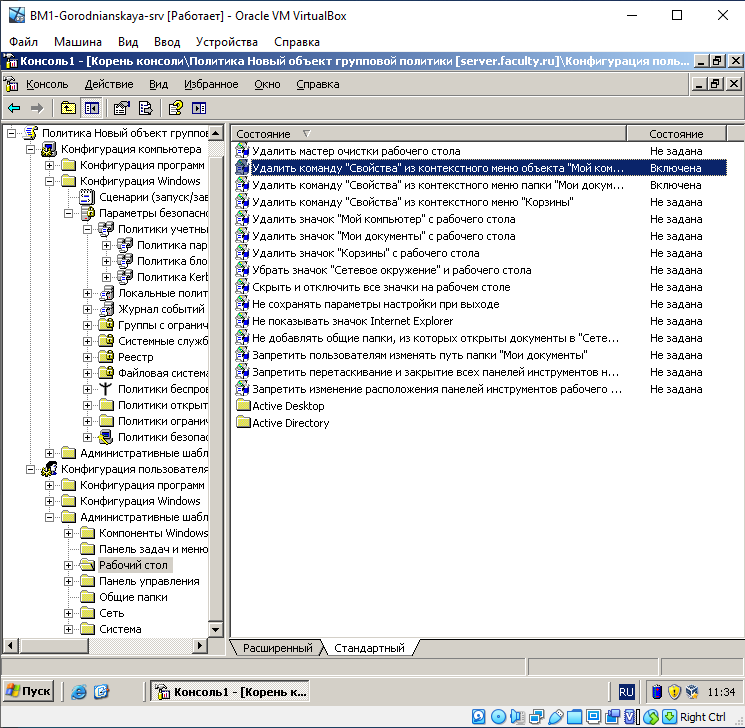 BM1-Gorodnianskaya-srv [Работает] - Oracle VM VirtualBox
Файл Машина Вид Ввод Устройства Справка
Консоль1 - [Корень консоли\Политика Новый объект групповой политики [server.faculty.ru]\Конфигурация поль...
Консоль Действие Вид Избранное Окно Справка
Политика Новый объект группов
Конфигурация компьютера
Конфигурация программ
Конфигурация Windows
Сценарии (запуск/зав
Параметры безопасно
Политики учетны
Политика пар
Политика бло
Политика Kerb
Локальные полит
Журнал событий
Группы с огранич
Системные служб
Реестр
Файловая система
Политики беспров
Политики открыт
Политики огранич
Политики безопас
Административные шабл
Конфигурация пользователя
Конфигурация программ
Конфигурация Windows
Административные шабл
Компоненты Windows
Панель задач и меню
Рабочий стол
Панель управления
Общие папки
Сеть
Система
Состояние Состояние
Удалить мастер очистки рабочего стола Не задана
Удалить команду "Свойства" из контекстного меню объекта "Мой ком... Включена
Удалить команду "Свойства" из контекстного меню папки "Мои докум... Включена
Удалить команду "Свойства" из контекстного меню "Корзины" Не задана
Удалить значок "Мой компьютер" с рабочего стола Не задана
Удалить значок "Мои документы" с рабочего стола Не задана
Удалить значок "Корзины" с рабочего стола Не задана
Убрать значок "Сетевое окружение" и рабочего стола Не задана
Скрыть и отключить все значки на рабочем столе Не задана
Не сохранять параметры настройки при выходе Не задана
Не показывать значок Internet Explorer Не задана
Не добавлять общие папки, из которых открыты документы в "Сете... Не задана
Запретить пользователям изменять путь папки "Мои документы" Не задана
Запретить перетаскивание и закрытие всех панелей инструментов н... Не задана
Запретить изменение расположения панелей инструментов рабочего ... Не задана
Active Desktop
Active Directory
Расширенный Стандартный
Пуск Консоль1 - [Корень к... RU 11:34
Right Ctrl